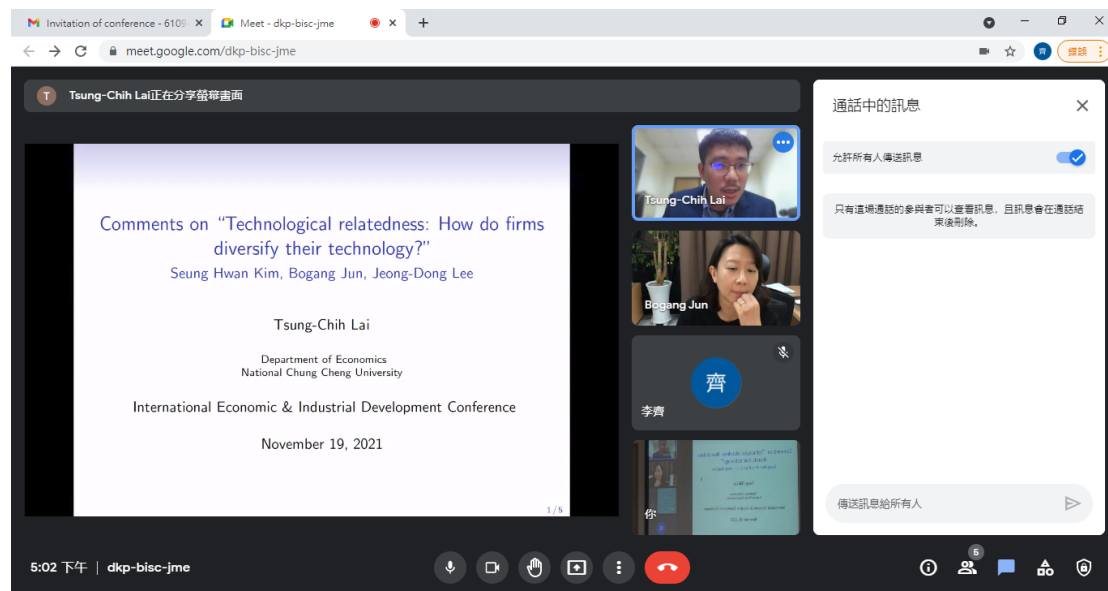 Invitation of conference - 6109
Meet - dkp-bisc-jme
meet.google.com/dkp-bisc-jme
齊
錯誤
T
Tsung-Chih Lai正在分享螢幕畫面
Comments on “Technological relatedness: How do firms
diversify their technology?”
Seung Hwan Kim, Bogang Jun, Jeong-Dong Lee
Tsung-Chih Lai
Department of Economics
National Chung Cheng University
International Economic & Industrial Development Conference
November 19, 2021
1 / 5
Tsung-Chih Lai
Bogang Jun
齊
李齊
你
通話中的訊息
允許所有人傳送訊息
只有這場通話的參與者可以查看訊息，且訊息會在通話結
束後刪除。
傳送訊息給所有人
5:02 下午 | dkp-bisc-jme
5